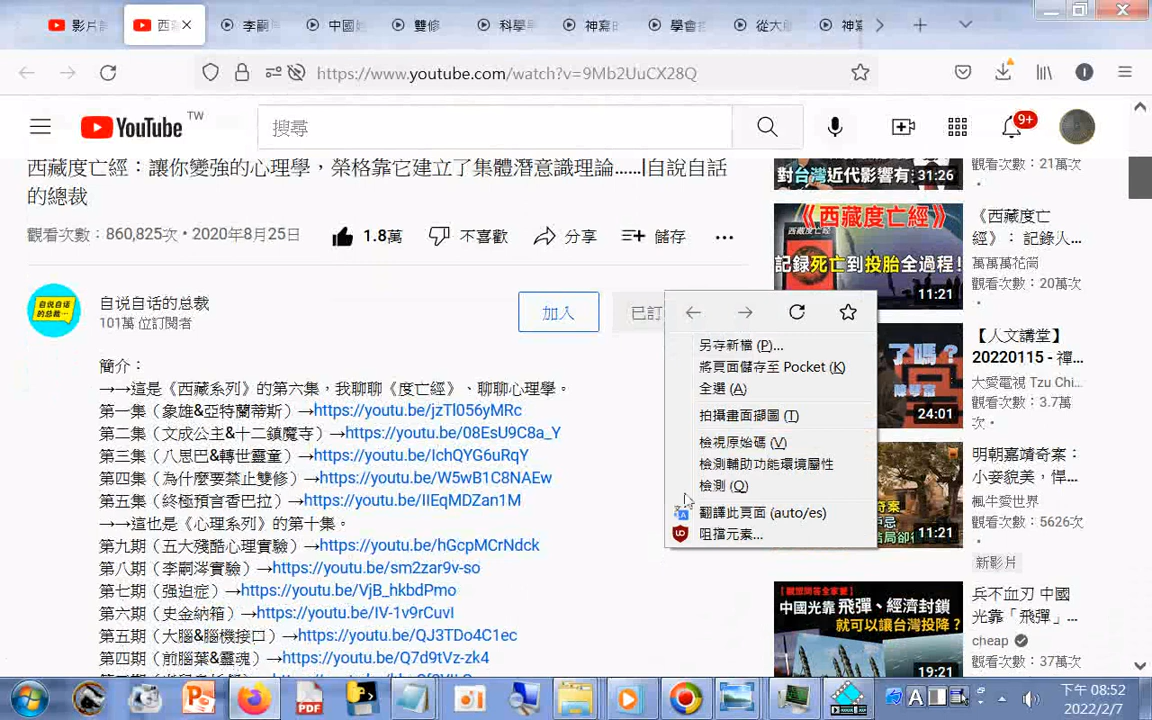 影片
西
李嗣
中國
雙修
科學
神寫
學會
從大
神寫
https://www.youtube.com/watch?v=9Mb2UuCX28Q
YouTube TW
搜尋
9+
西藏度亡經：讓你變強的心理學，榮格靠它建立了集體潛意識理論......|自說自話
的總裁
觀看次數：860,825次・2020年8月25日
1.8萬
不喜歡
分享
儲存
自说自话的总裁
101萬 位訂閱者
加入
已訂
簡介：
→→這是《西藏系列》的第六集，我聊聊《度亡經》、聊聊心理學。
第一集（象雄&亞特蘭蒂斯）→https://youtu.be/jzTl056yMRc
第二集（文成公主&十二鎮魔寺）→https://youtu.be/08EsU9C8a_Y
第三集（八思巴&轉世靈童）→https://youtu.be/IchQYG6uRqY
第四集（為什麼要禁止雙修）→https://youtu.be/W5wB1C8NAEw
第五集（終極預言香巴拉）→https://youtu.be/IIEqMDZan1M
→→這也是《心理系列》的第十集。
第九期（五大殘酷心理實驗）→https://youtu.be/hGcpMCrNdck
第八期（李嗣涔實驗）→https://youtu.be/sm2zar9v-so
第七期（强迫症）→https://youtu.be/VjB_hkbdPmo
第六期（史金納箱）→https://youtu.be/IV-1v9rCuvI
第五期（大腦&腦機接口）→https://youtu.be/QJ3TDo4C1ec
第四期（前腦葉&靈魂）→https://youtu.be/Q7d9tVz-zk4
另存新檔 (P)...
將頁面儲存至 Pocket (K)
全選 (A)
拍攝畫面擷圖 (T)
檢視原始碼 (V)
檢測輔助功能環境屬性
檢測 (Q)
翻譯此頁面 (auto/es)
阻擋元素...
對台灣近代影響有
31:26
觀看次數：21萬次
《西藏度亡經》
西藏度亡經
記錄死亡到投胎全過程！
11:21
《西藏度亡
經》： 記錄人...
萬萬萬花筒
觀看次數：20萬次
了嗎？
24:01
【人文講堂】
20220115 - 禪...
大愛電視 Tzu Chi...
觀看次數：3.7萬
次・
11:21
明朝嘉靖奇案：
小妾貌美，悍...
瘋牛愛世界
觀看次數：5626次
新影片
中國光靠 飛彈、經濟封鎖
就可以讓台灣投降？
19:21
兵不血刃 中國
光靠「飛彈」...
cheap
觀看次數：37萬次
下午 08:52
2022/2/7